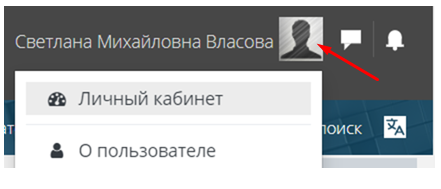 Светлана Михайловна Власова
Личный кабинет
поиск
О пользователе